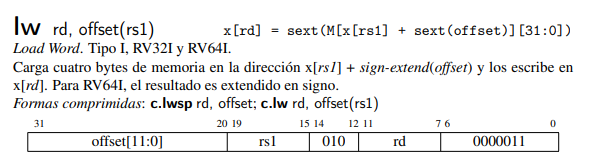 lw rd, offset(rs1) x[rd] = sext(M[x[rs1] + sext(offset)][31:0])
Load Word. Tipo I, RV32I y RV64I.
Carga cuatro bytes de memoria en la dirección x[rs1] + sign-extend(offset) y los escribe en
x[rd]. Para RV64I, el resultado es extendido en signo.
Formas comprimidas: c.lwsp rd, offset; c.lw rd, offset(rs1)
31 20 19 15 14 12 11 7 6 0
offset[11:0] rs1 010 rd 0000011